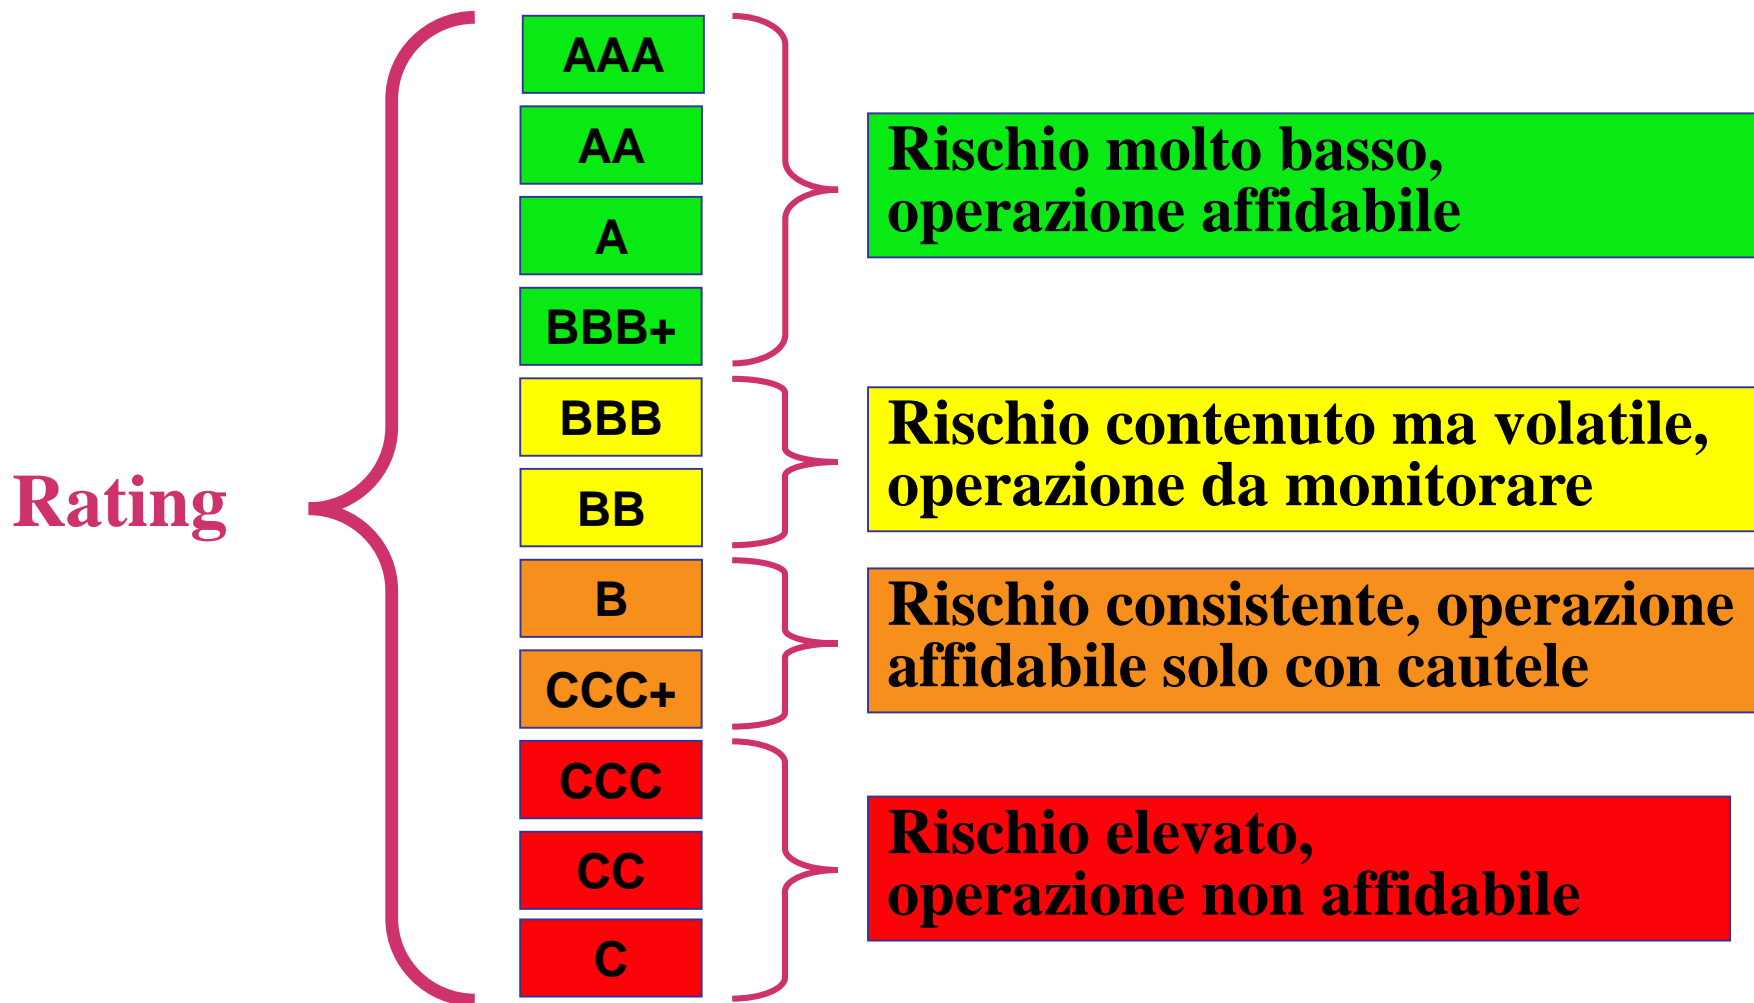 Rating
AAA
AA
A
BBB+
BBB
BB
B
CCC+
CCC
CC
C
Rischio molto basso,
operazione affidabile
Rischio contenuto ma volatile,
operazione da monitorare
Rischio consistente, operazione
affidabile solo con cautele
Rischio elevato,
operazione non affidabile